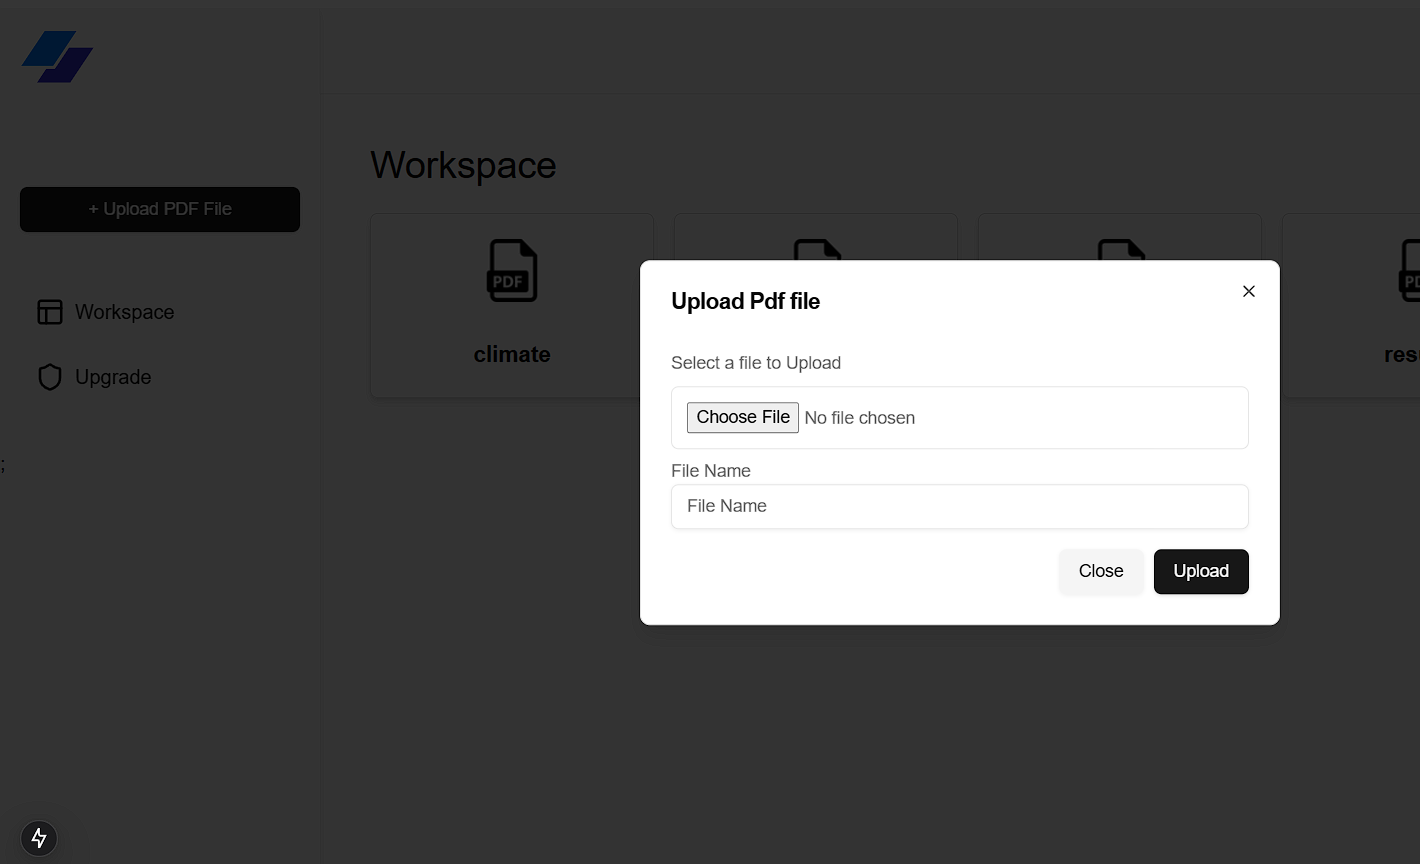 + Upload PDF File
Workspace
Upgrade
;
Workspace
PDF
climate
PD
res
Upload Pdf file
Select a file to Upload
Choose File No file chosen
File Name
File Name
Close
Upload